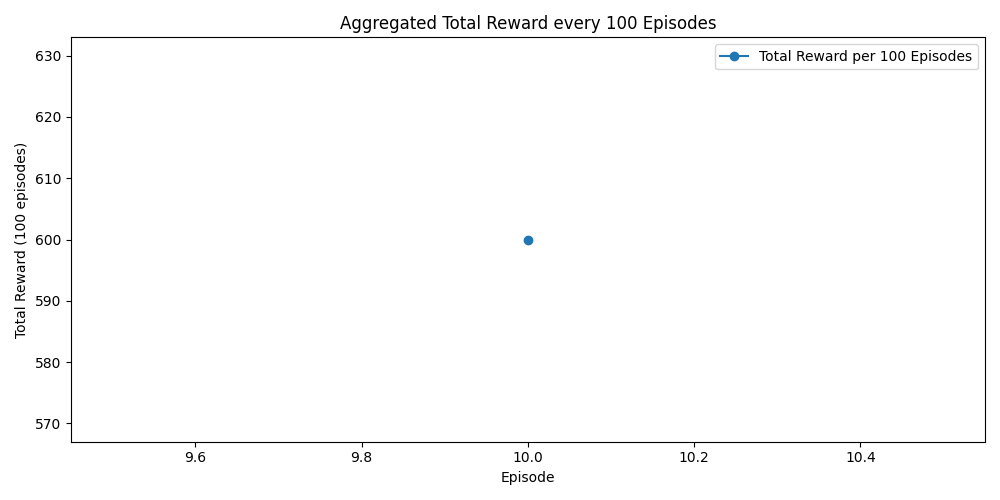 Aggregated Total Reward every 100 Episodes
Total Reward per 100 Episodes
Total Reward (100 episodes)
630
620
610
600
590
580
570
9.6 9.8 10.0 10.2 10.4
Episode